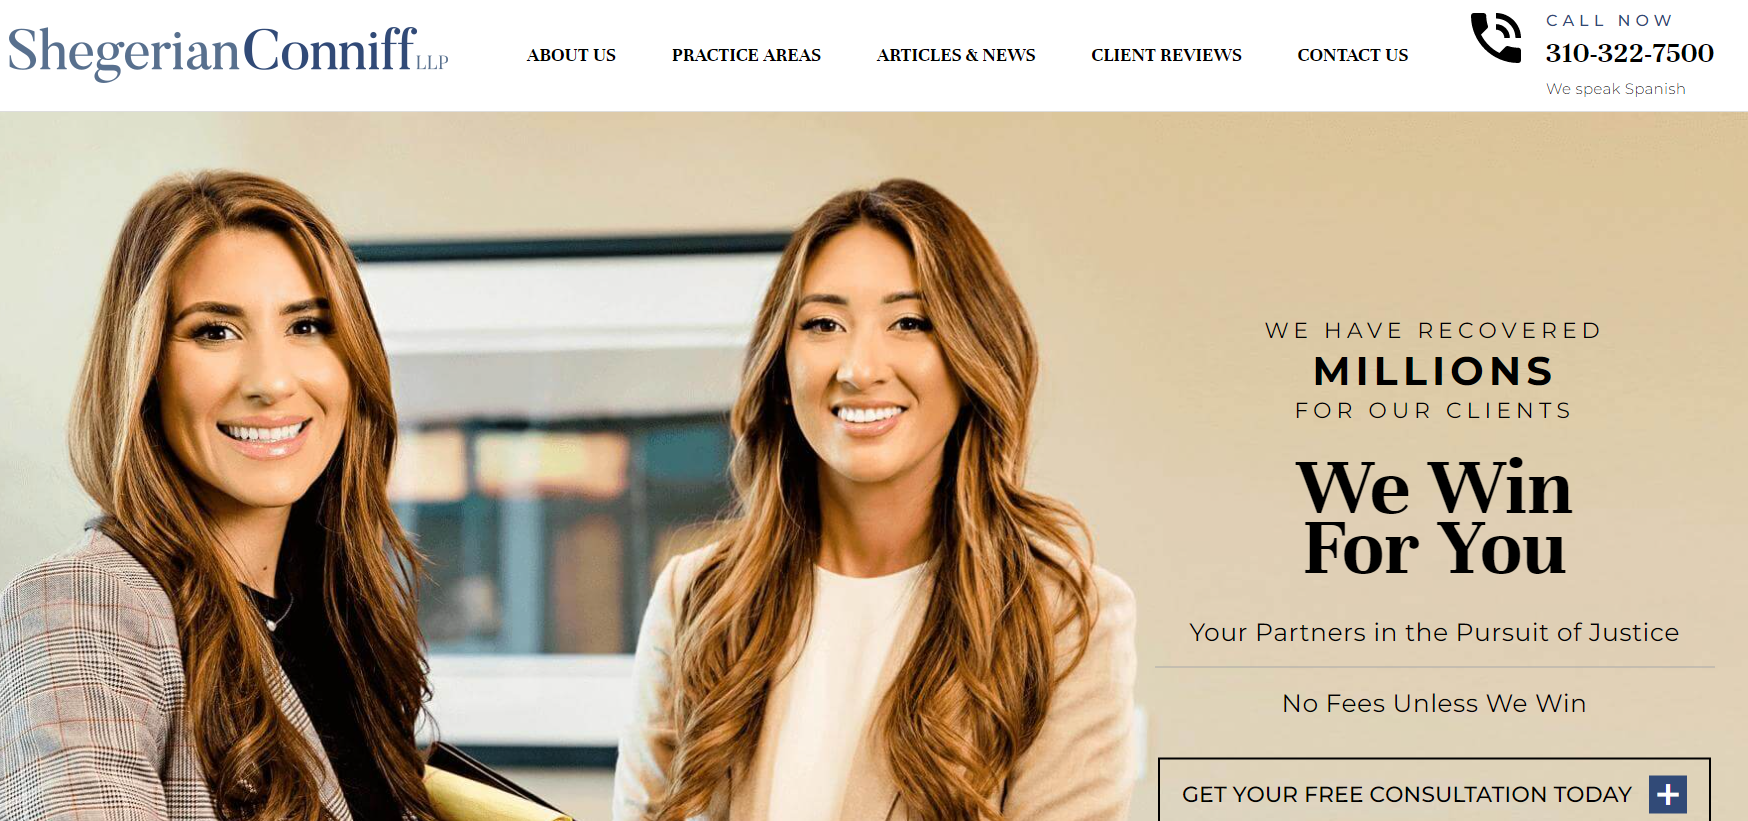 ShegerianConniff LLP
ABOUT US
PRACTICE AREAS
ARTICLES & NEWS
CLIENT REVIEWS
CONTACT US
CALL NOW
310-322-7500
We speak Spanish
WE HAVE RECOVERED
MILLIONS
FOR OUR CLIENTS
We Win
For You
Your Partners in the Pursuit of Justice
No Fees Unless We Win
GET YOUR FREE CONSULTATION TODAY